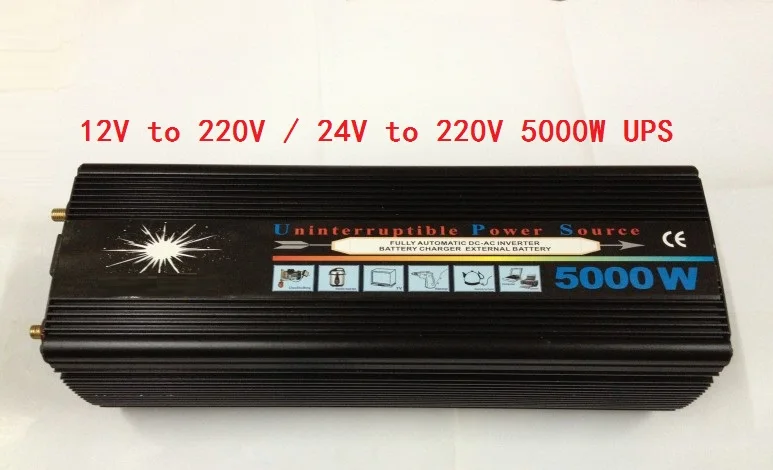 12V to 220V / 24V to 220V 5000W UPS
Uninterruptible Power Source
FULLY AUTOMATIC DC-AC INVERTER
BATTERY CHARGER EXTERNAL BATTERY
CE
TV
5000W